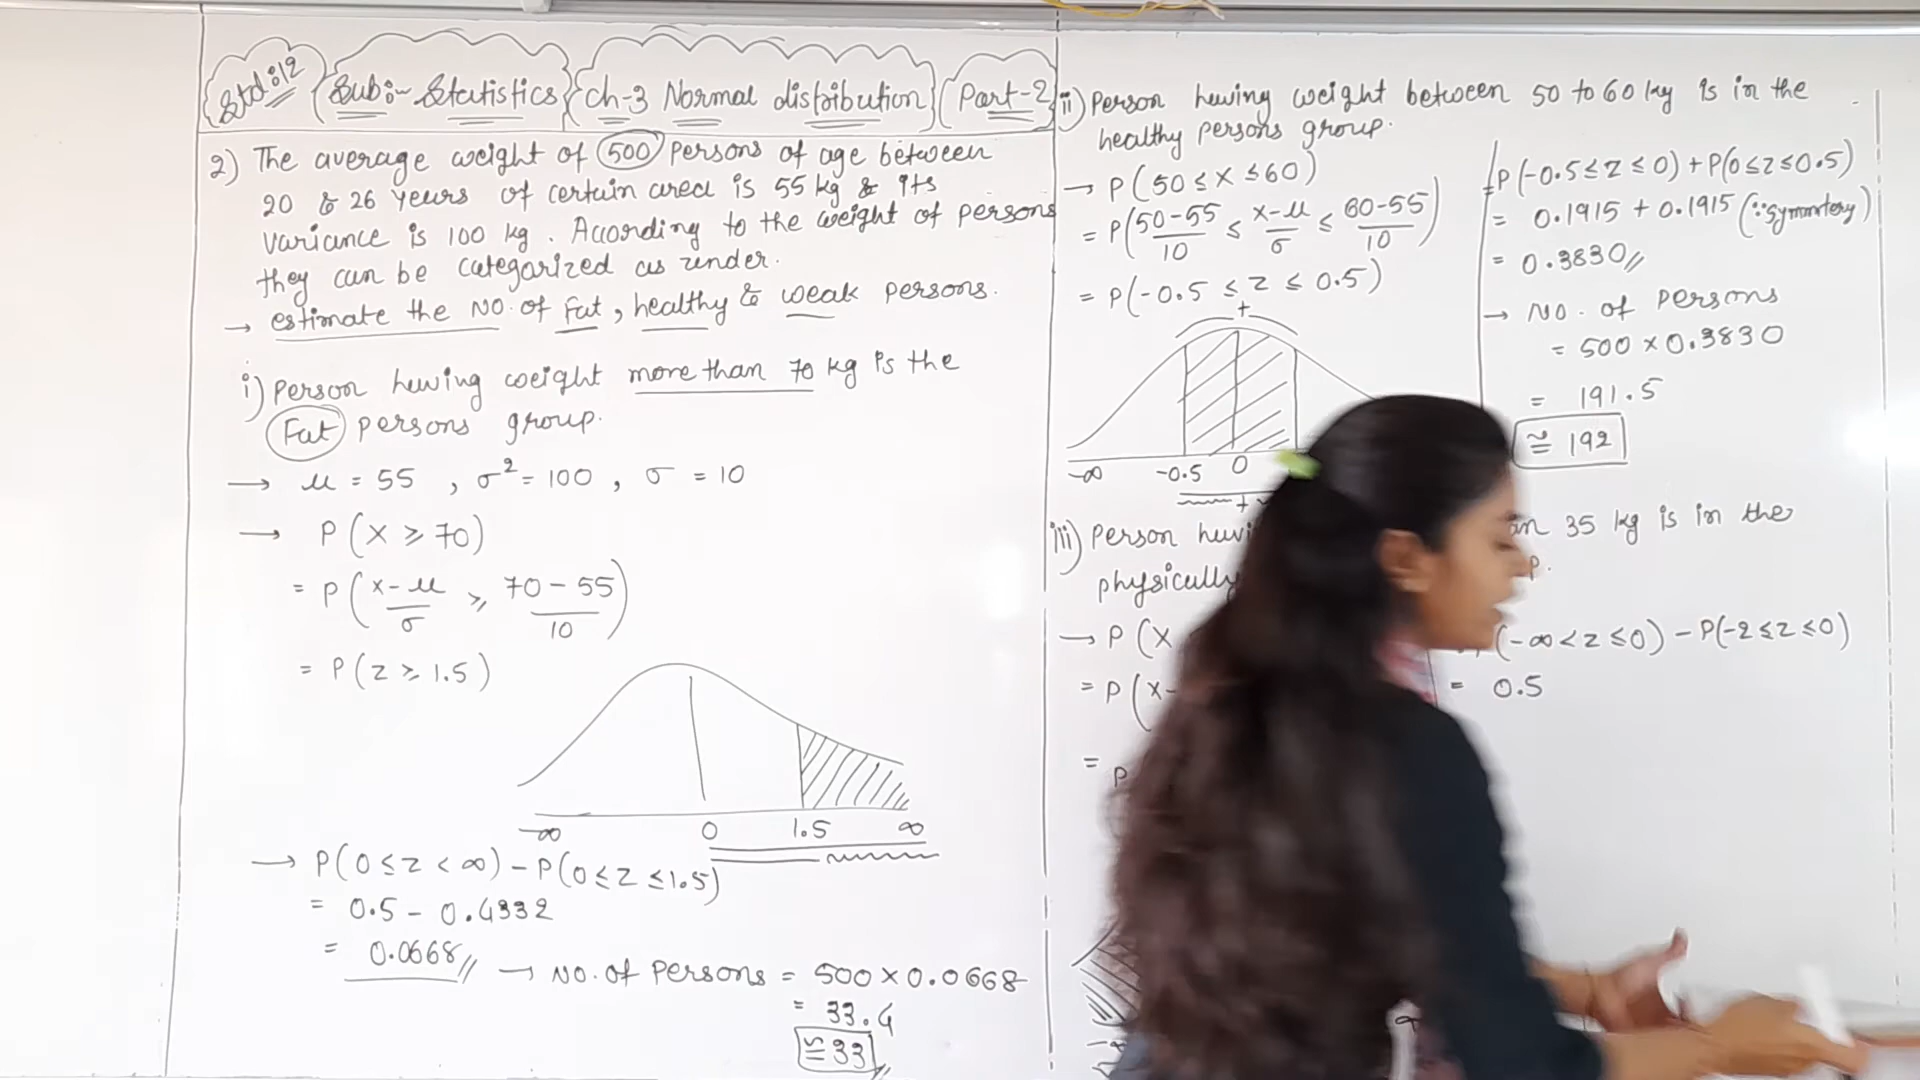 Std:12 Sub:- Statistics Ch-3 Normal distribution Part-2
2) The average weight of 500 persons of age between
20 & 26 years of certain area is 55 kg & its
variance is 100 kg. According to the weight of persons
they can be categorized as under.
→ estimate the No. of Fat, healthy & weak persons.
i) Person having weight more than 70 kg is the
Fat persons group.
→ μ = 55 , σ² = 100 , σ = 10
→ P(x ≥ 70)
= P((x-μ)/σ ≥ (70-55)/10)
= P(z ≥ 1.5)
-∞ 0 1.5 ∞
→ P(0 ≤ z < ∞) - P(0 ≤ z ≤ 1.5)
= 0.5 - 0.4332
= 0.0668 → No. of Persons = 500 × 0.0668
= 33.4
≅ 33
ii) Person having weight between 50 to 60 kg is in the
healthy persons group.
→ P(50 ≤ x ≤ 60)
= P((50-55)/10 ≤ (x-μ)/σ ≤ (60-55)/10)
= P(-0.5 ≤ z ≤ 0.5)
+
-∞ -0.5 0
+
= P(-0.5 ≤ z ≤ 0) + P(0 ≤ z ≤ 0.5)
= 0.1915 + 0.1915 (∵ symmtery)
= 0.3830
→ No. of Persons
= 500 × 0.3830
= 191.5
≅ 192
iii) Person 35 kg is in the
physically
→ P(x
= P(x-
= P
(-∞ < z ≤ 0) - P(-2 ≤ z ≤ 0)
= 0.5